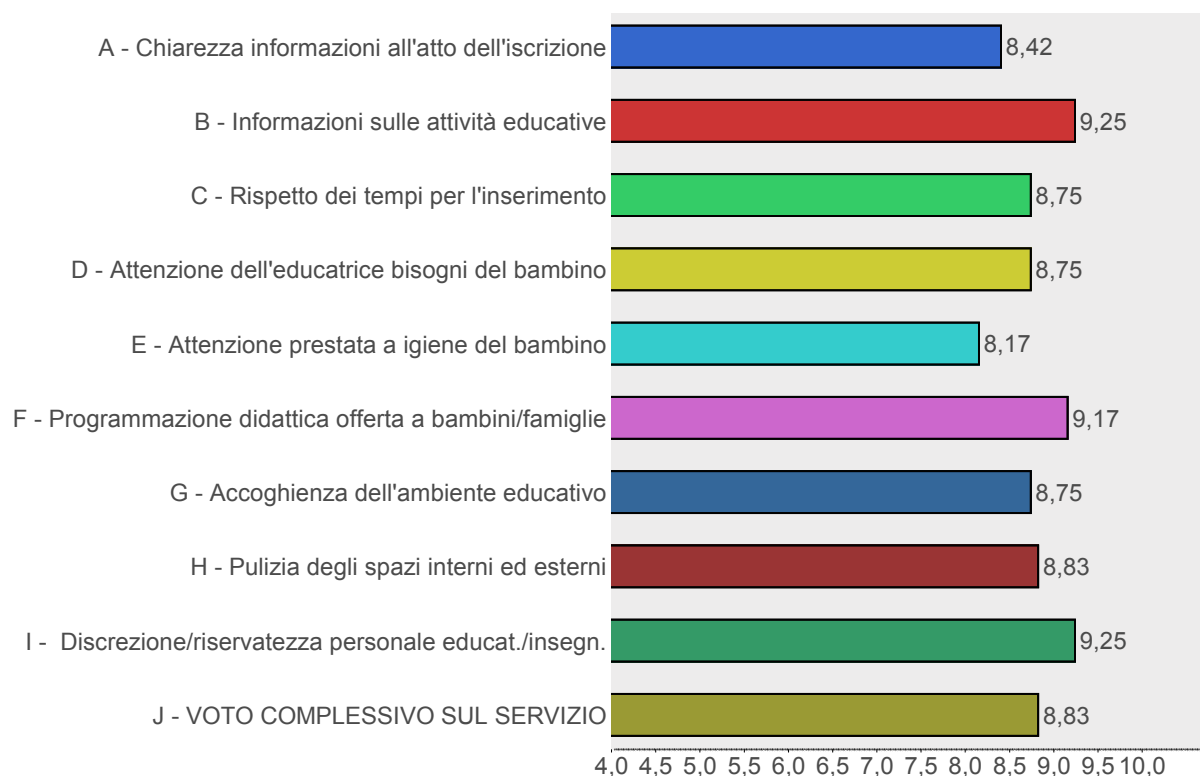 A - Chiarezza informazioni all'atto dell'iscrizione 8,42
B - Informazioni sulle attività educative 9,25
C - Rispetto dei tempi per l'inserimento 8,75
D - Attenzione dell'educatrice bisogni del bambino 8,75
E - Attenzione prestata a igiene del bambino 8,17
F - Programmazione didattica offerta a bambini/famiglie 9,17
G - Accoghienza dell'ambiente educativo 8,75
H - Pulizia degli spazi interni ed esterni 8,83
I -  Discrezione/riservatezza personale educat./insegn. 9,25
J - VOTO COMPLESSIVO SUL SERVIZIO 8,83
4,0 4,5 5,0 5,5 6,0 6,5 7,0 7,5 8,0 8,5 9,0 9,5 10,0